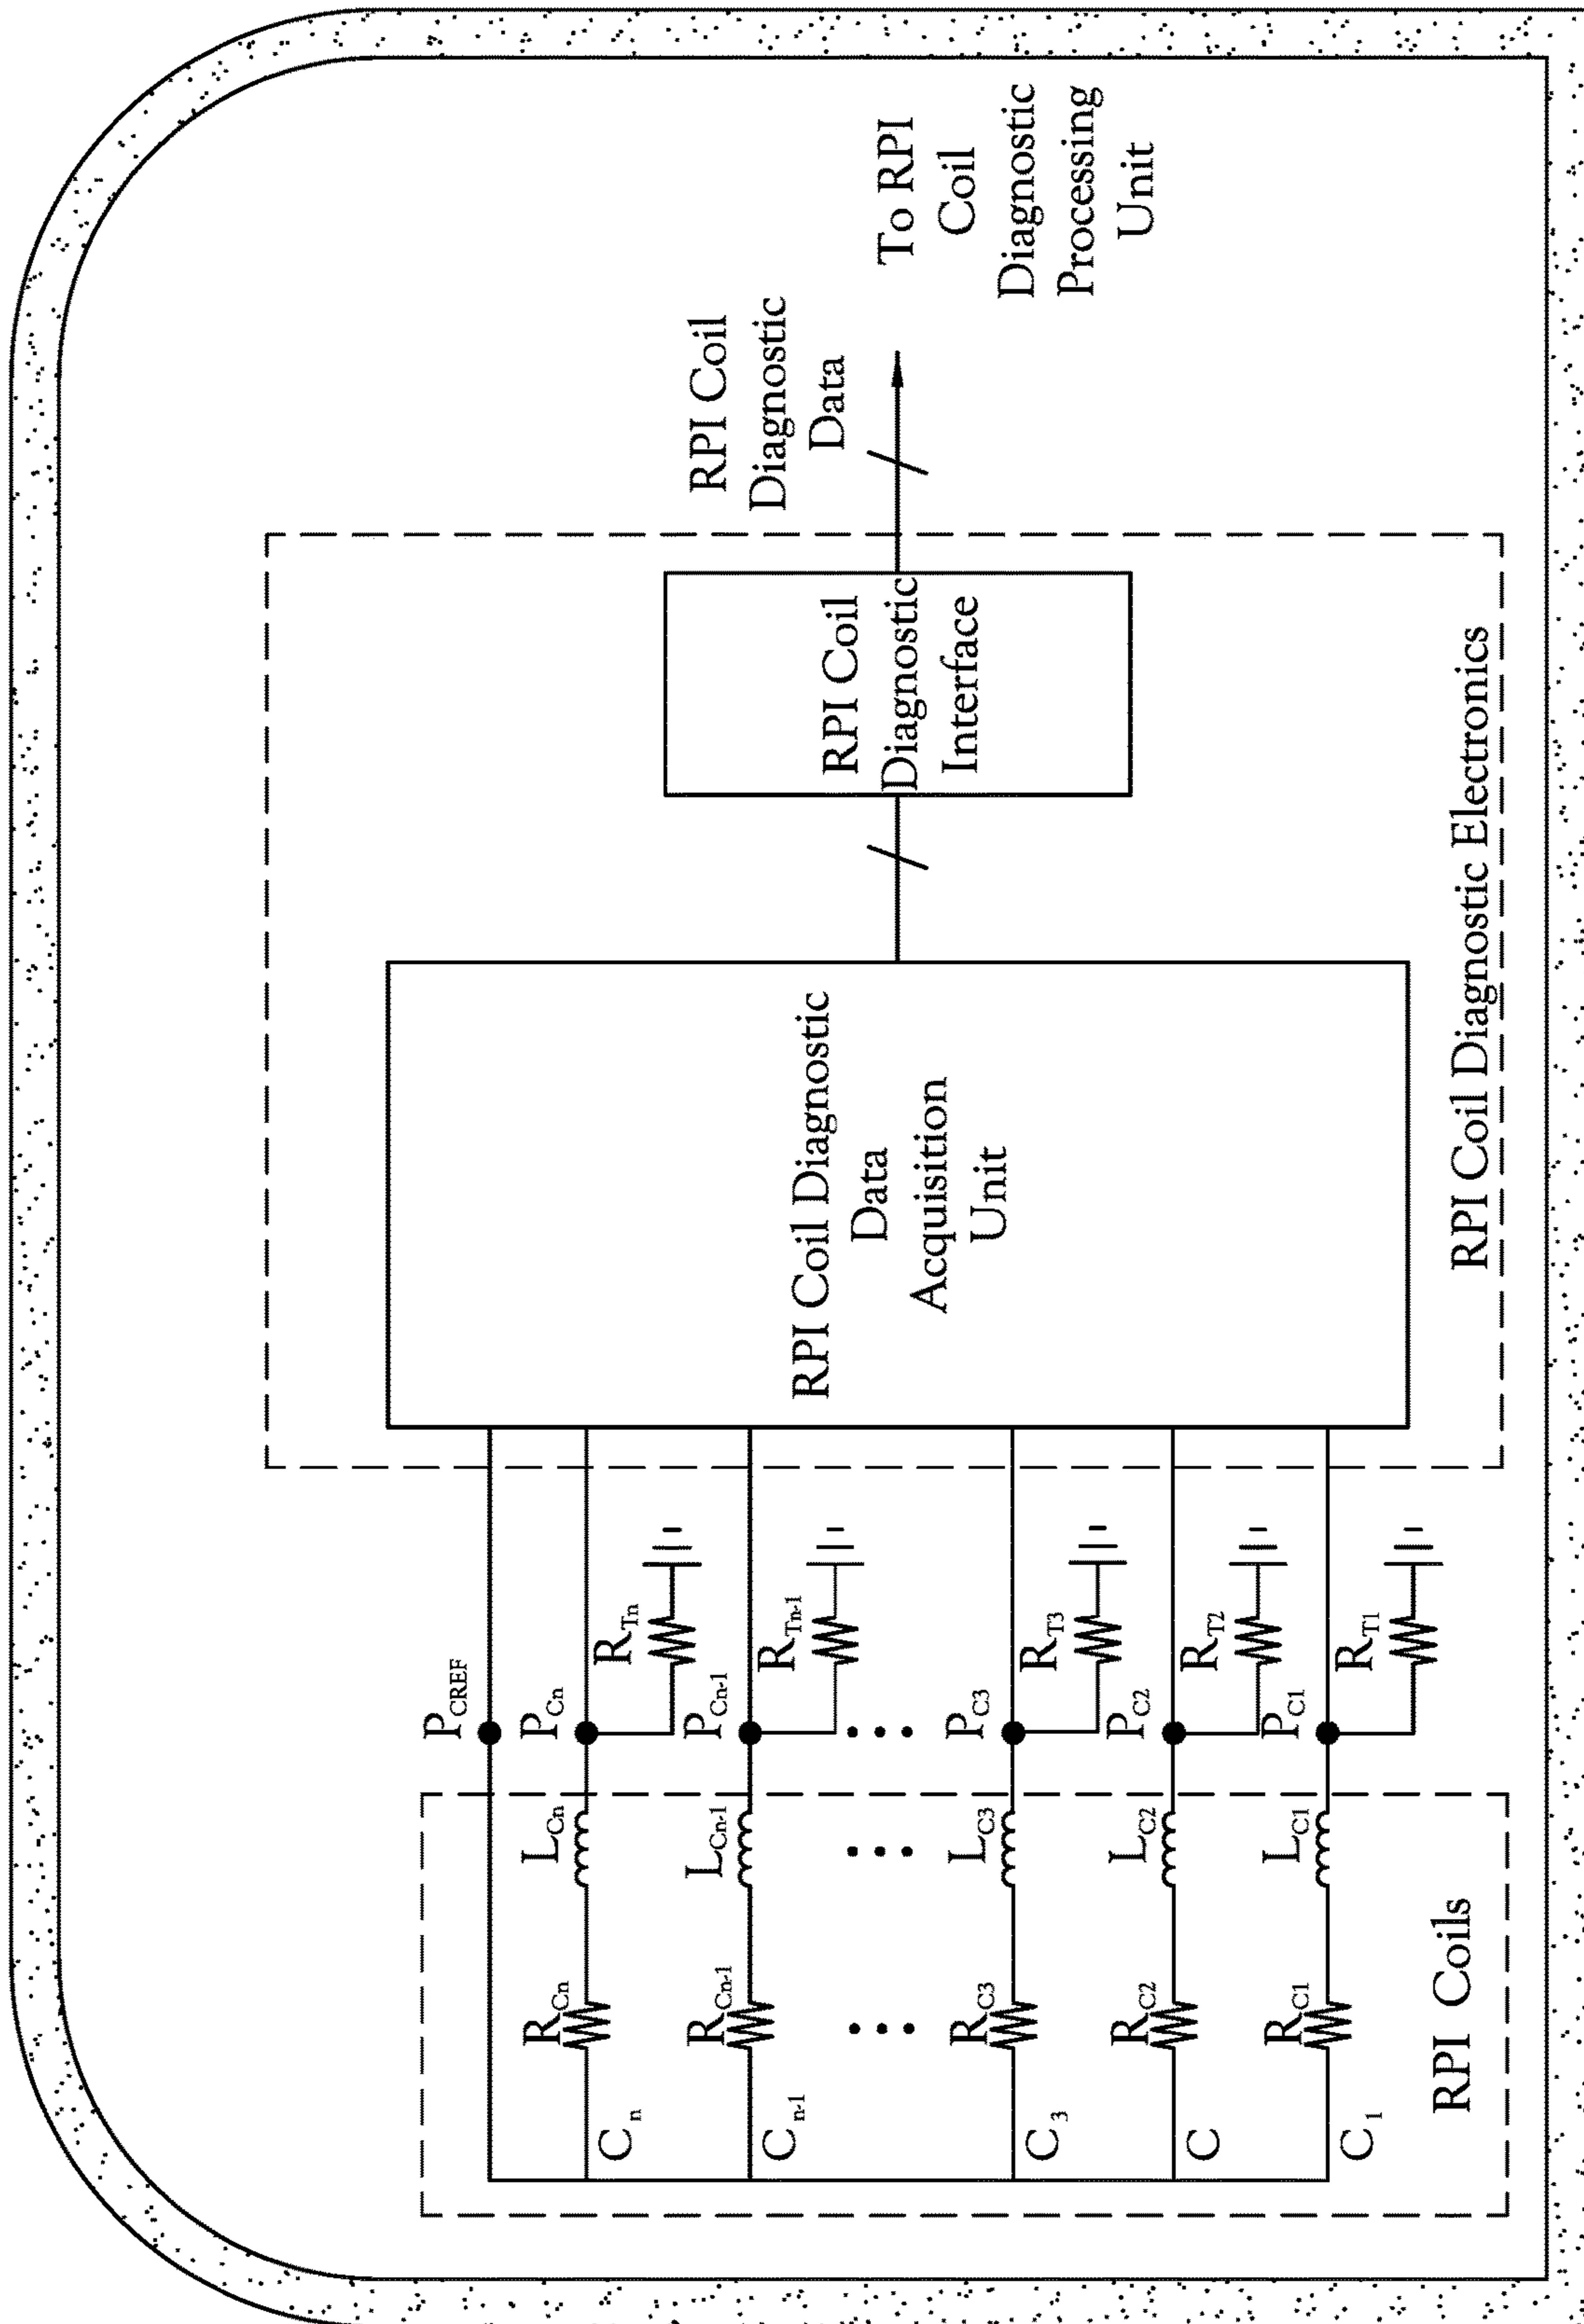 P_CREF
C_n
R_Cn
L_Cn
P_Cn
R_Tn
C_n-1
R_Cn-1
L_Cn-1
P_Cn-1
R_Tn-1
...
...
...
C_3
R_C3
L_C3
P_C3
R_T3
C
R_C2
L_C2
P_C2
R_T2
C_1
R_C1
L_C1
P_C1
R_T1
RPI Coils
RPI Coil Diagnostic
Data
Acquisition
Unit
RPI Coil
Diagnostic
Interface
RPI Coil Diagnostic Electronics
RPI Coil
Diagnostic
Data
To RPI
Coil
Diagnostic
Processing
Unit